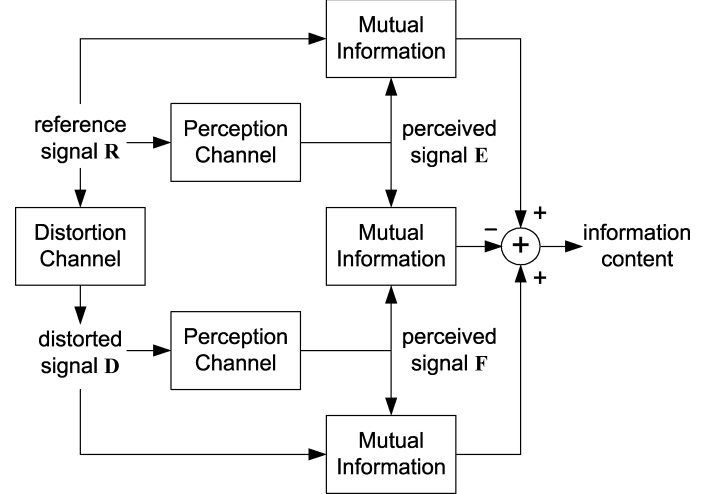 Mutual
Information
reference
signal R
Perception
Channel
perceived
signal E
Distortion
Channel
Mutual
Information
−
+
+
+
information
content
distorted
signal D
Perception
Channel
perceived
signal F
Mutual
Information